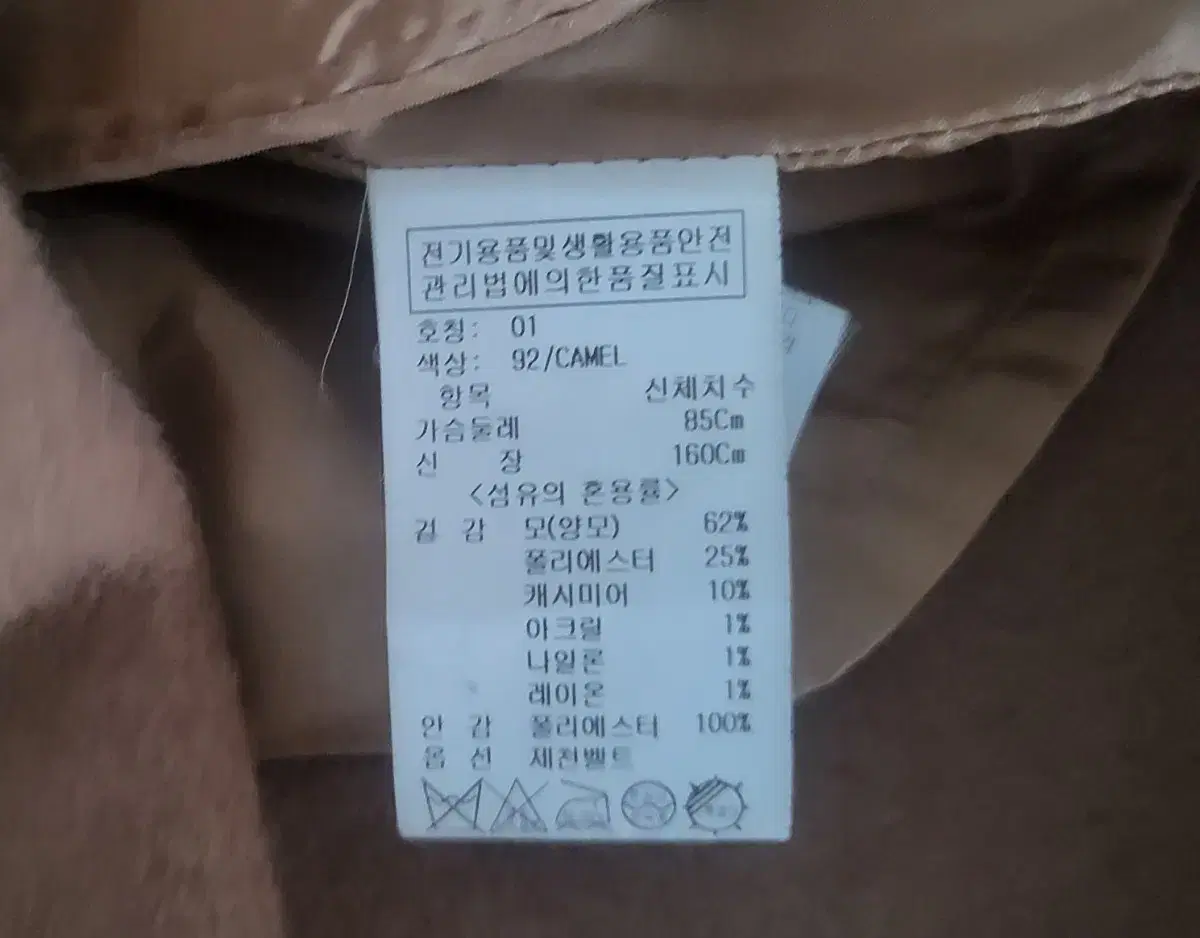 전기용품및생활용품안전
관리법에의한품질표시
호칭: 01
색상: 92/CAMEL
항목 신체치수
가슴둘레 85Cm
신 장 160Cm
<섬유의 혼용률>
겉 감 모(양모) 62%
폴리에스터 25%
캐시미어 10%
아크릴 1%
나일론 1%
레이온 1%
안 감 폴리에스터 100%
옵 션 제천벨트